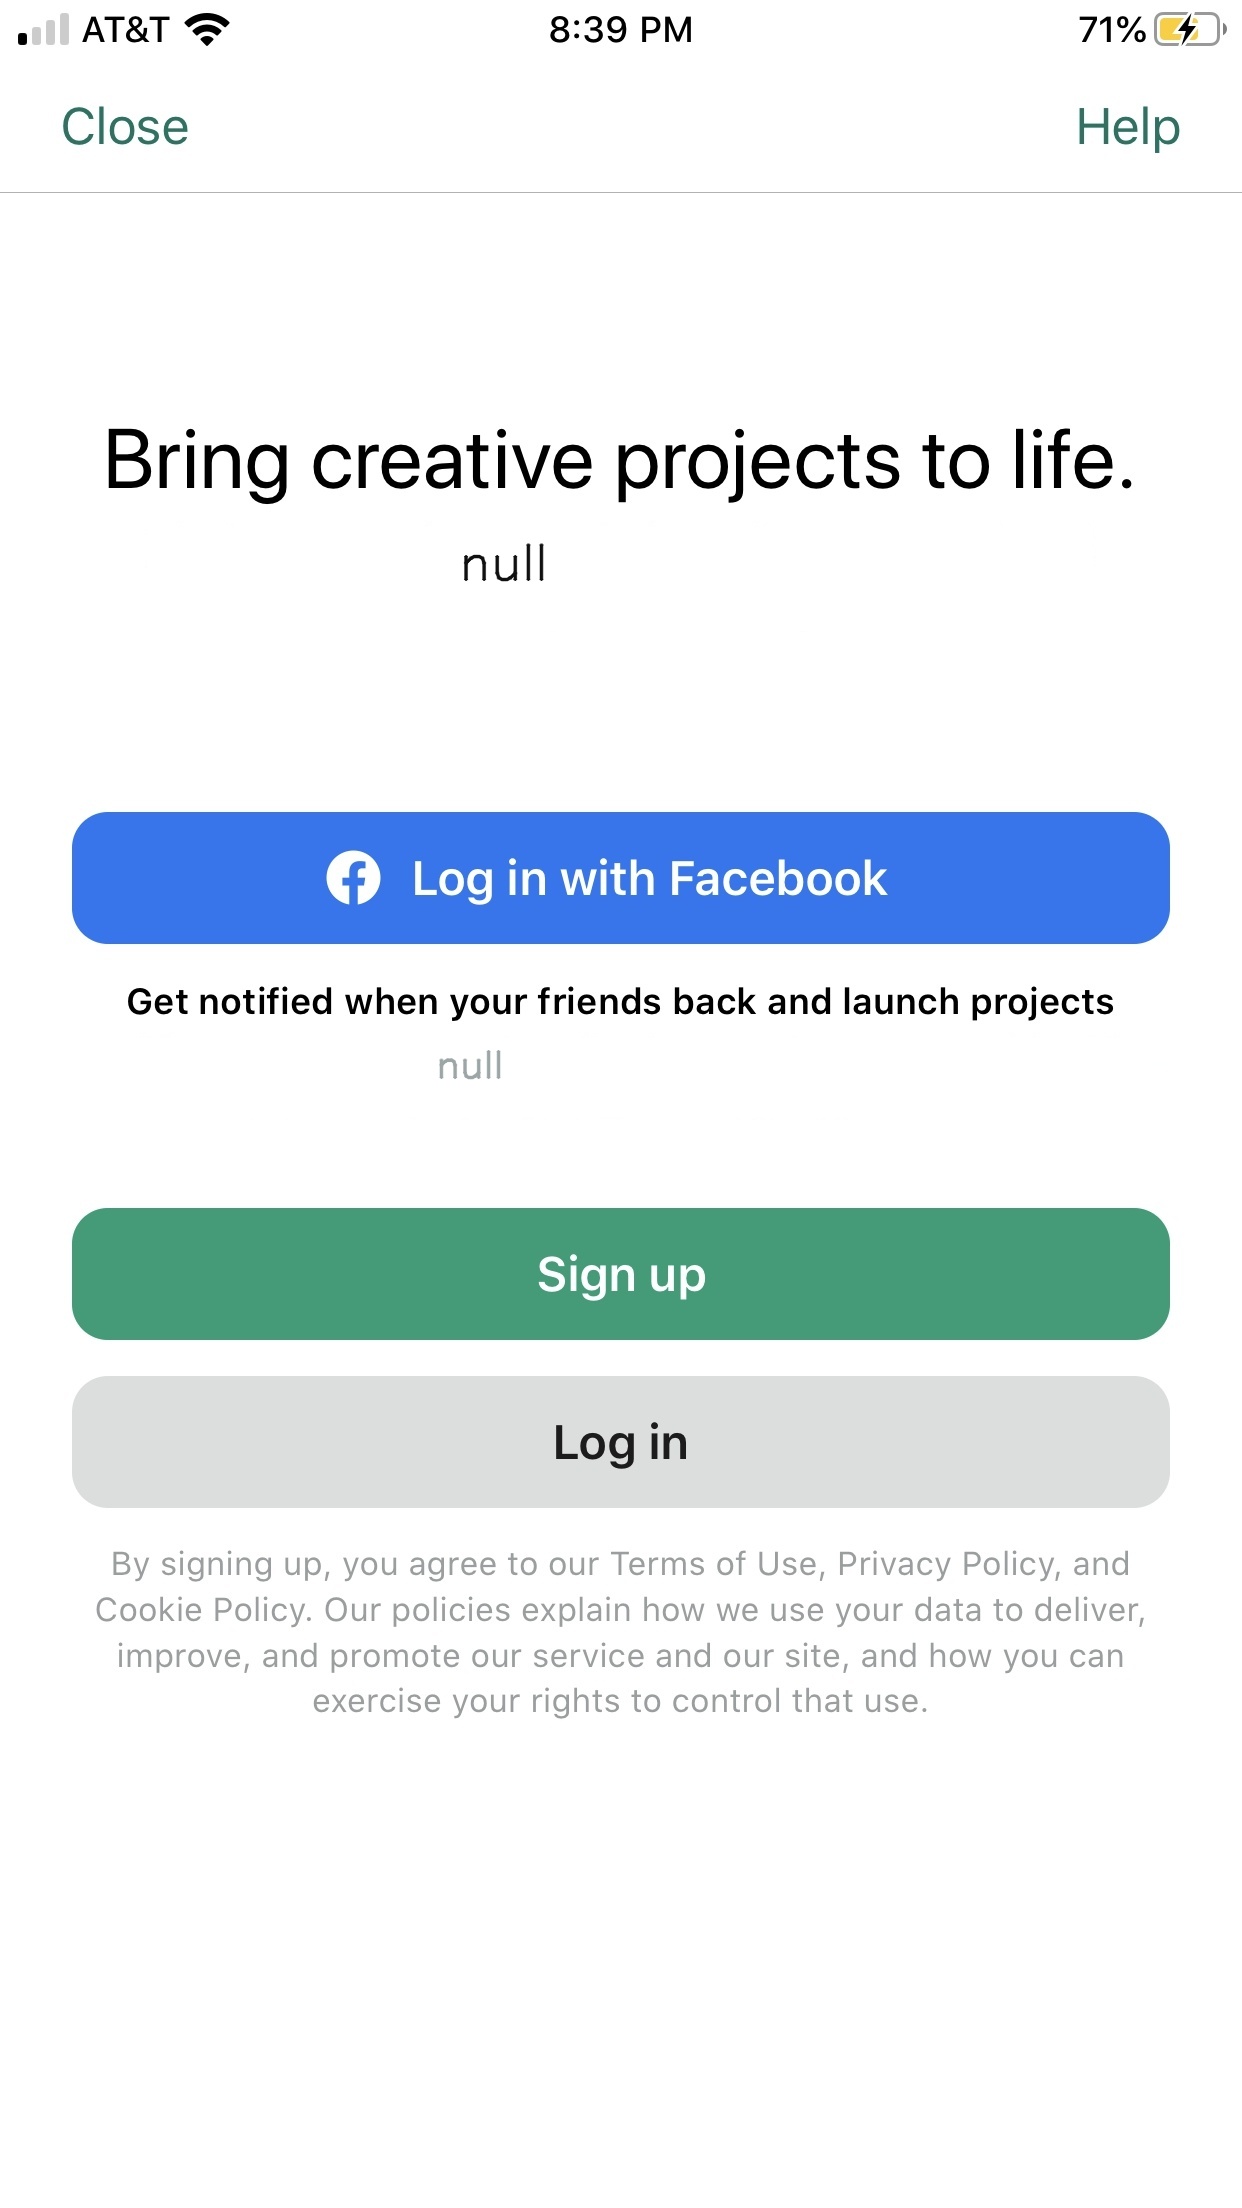 AT&T 8:39 PM 71%
Close Help
Bring creative projects to life.
null
Log in with Facebook
Get notified when your friends back and launch projects
null
Sign up
Log in
By signing up, you agree to our Terms of Use, Privacy Policy, and
Cookie Policy. Our policies explain how we use your data to deliver,
improve, and promote our service and our site, and how you can
exercise your rights to control that use.